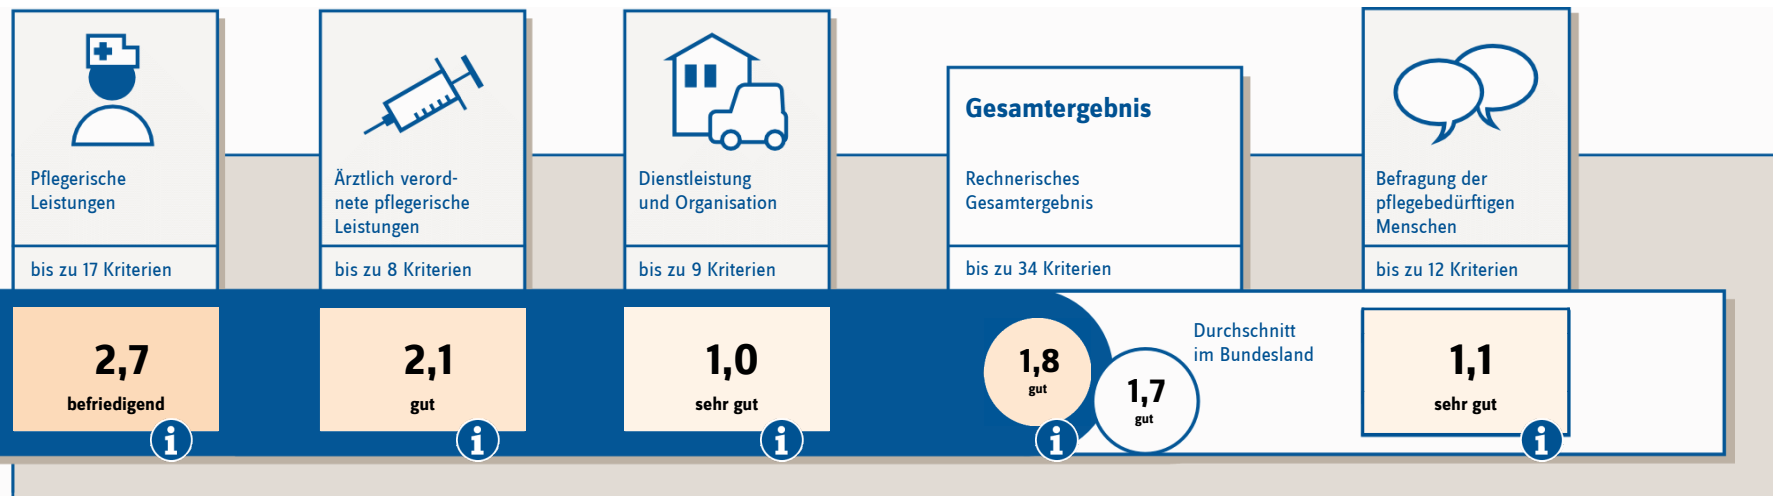 Pflegerische
Leistungen
bis zu 17 Kriterien
2,7
befriedigend
i
Ärztlich verord-
nete pflegerische
Leistungen
bis zu 8 Kriterien
2,1
gut
i
Dienstleistung
und Organisation
bis zu 9 Kriterien
1,0
sehr gut
i
Gesamtergebnis
Rechnerisches
Gesamtergebnis
bis zu 34 Kriterien
1,8
gut
i
1,7
gut
Durchschnitt
im Bundesland
Befragung der
pflegebedürftigen
Menschen
bis zu 12 Kriterien
1,1
sehr gut
i